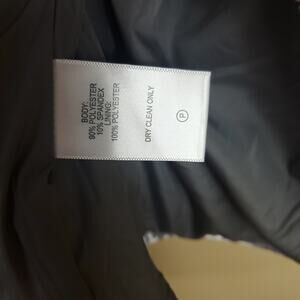 BODY:
90% POLYESTER
10% SPANDEX
LINING:
100% POLYESTER
DRY CLEAN ONLY
P